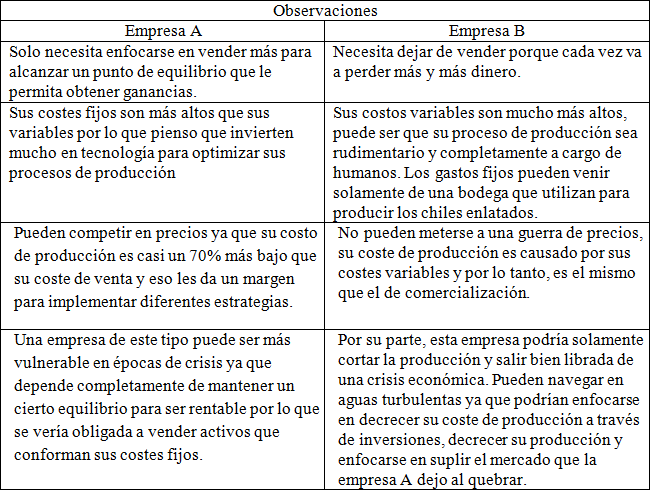 Observaciones
Empresa A
Empresa B
Solo necesita enfocarse en vender más para
alcanzar un punto de equilibrio que le
permita obtener ganancias.
Necesita dejar de vender porque cada vez va
a perder más y más dinero.
Sus costes fijos son más altos que sus
variables por lo que pienso que invierten
mucho en tecnología para optimizar sus
procesos de producción
Sus costos variables son mucho más altos,
puede ser que su proceso de producción sea
rudimentario y completamente a cargo de
humanos. Los gastos fijos pueden venir
solamente de una bodega que utilizan para
producir los chiles enlatados.
Pueden competir en precios ya que su costo
de producción es casi un 70% más bajo que
su coste de venta y eso les da un margen
para implementar diferentes estrategias.
No pueden meterse a una guerra de precios,
su coste de producción es causado por sus
costes variables y por lo tanto, es el mismo
que el de comercialización.
Una empresa de este tipo puede ser más
vulnerable en épocas de crisis ya que
depende completamente de mantener un
cierto equilibrio para ser rentable por lo que
se vería obligada a vender activos que
conforman sus costes fijos.
Por su parte, esta empresa podría solamente
cortar la producción y salir bien librada de
una crisis económica. Pueden navegar en
aguas turbulentas ya que podrían enfocarse
en decrecer su coste de producción a través
de inversiones, decrecer su producción y
enfocarse en suplir el mercado que la
empresa A dejo al quebrar.